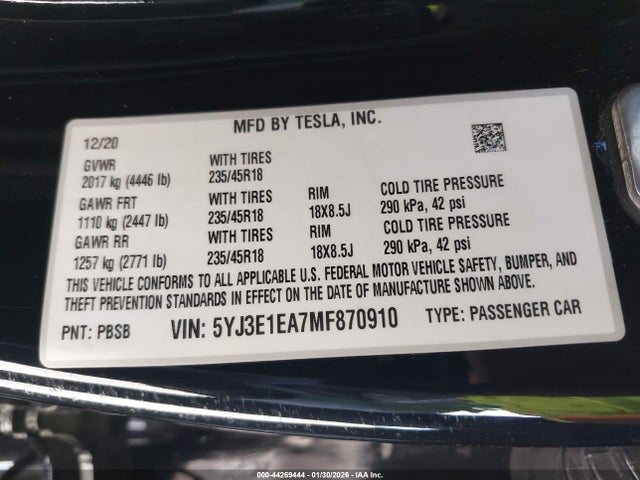 MFD BY TESLA, INC.
12/20
GVWR WITH TIRES
2017 kg (4446 lb) 235/45R18
GAWR FRT WITH TIRES RIM COLD TIRE PRESSURE
1110 kg (2447 lb) 235/45R18 18X8.5J 290 kPa, 42 psi
GAWR RR WITH TIRES RIM COLD TIRE PRESSURE
1257 kg (2771 lb) 235/45R18 18X8.5J 290 kPa, 42 psi
THIS VEHICLE CONFORMS TO ALL APPLICABLE U.S. FEDERAL MOTOR VEHICLE SAFETY, BUMPER, AND
THEFT PREVENTION STANDARDS IN EFFECT ON THE DATE OF MANUFACTURE SHOWN ABOVE.
PNT: PBSB VIN: 5YJ3E1EA7MF870910 TYPE: PASSENGER CAR
000-44269444 - 01/30/2026 - IAA Inc.